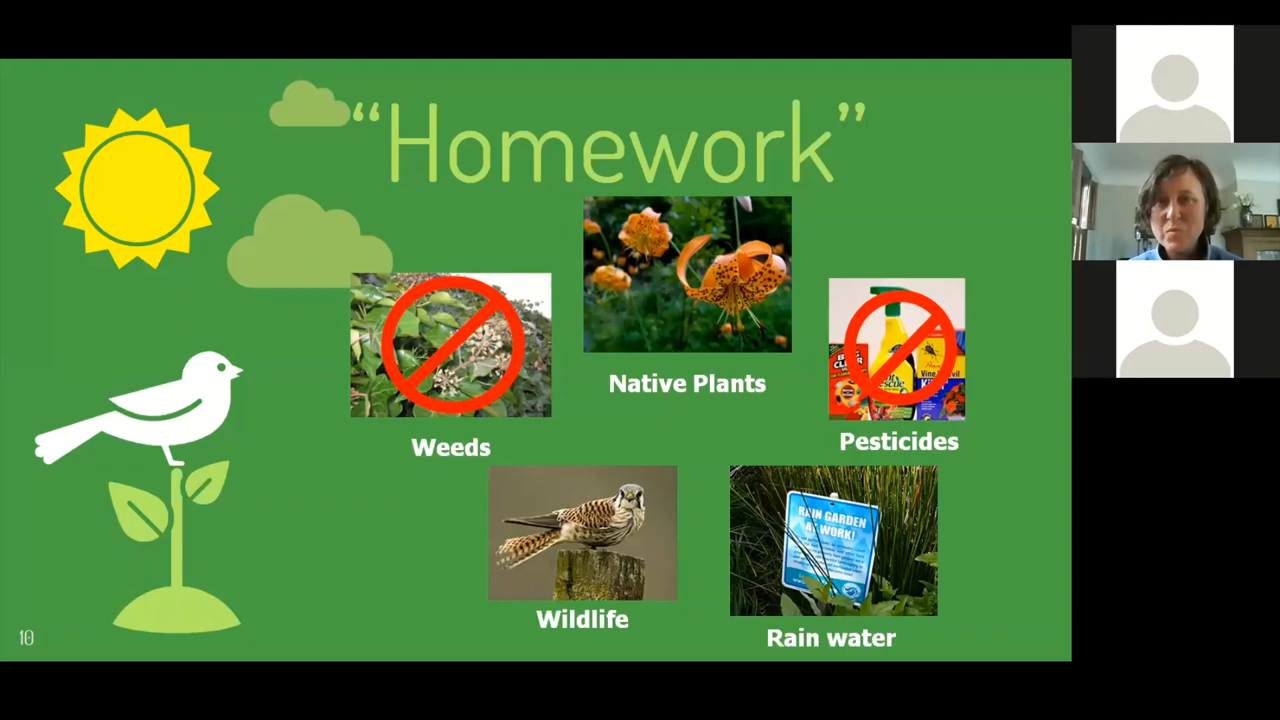 “Homework”
Native Plants
Weeds
Pesticides
RAIN GARDEN
AT WORK!
Wildlife
Rain water
10